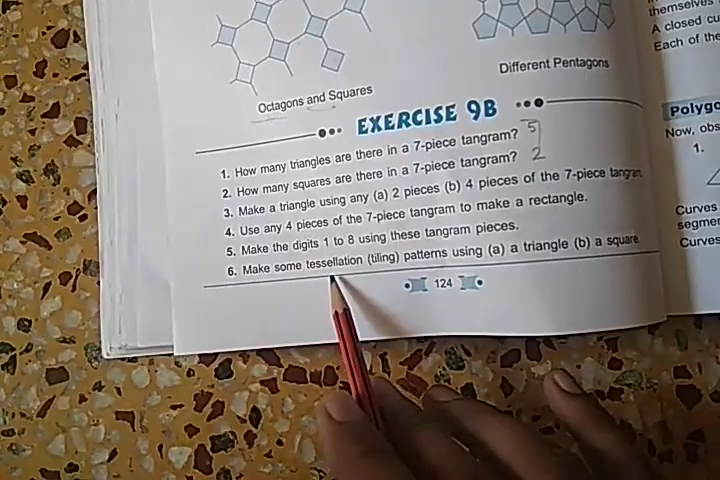 themselves
A closed cu
Each of the
Different Pentagons
Octagons and Squares
EXERCISE 9B
1. How many triangles are there in a 7-piece tangram? 5
2. How many squares are there in a 7-piece tangram? 2
3. Make a triangle using any (a) 2 pieces (b) 4 pieces of the 7-piece tangram.
4. Use any 4 pieces of the 7-piece tangram to make a rectangle.
5. Make the digits 1 to 8 using these tangram pieces.
6. Make some tessellation (tiling) patterns using (a) a triangle (b) a square.
124
Polygo
Now, obs
1.
Curves
segmen
Curves